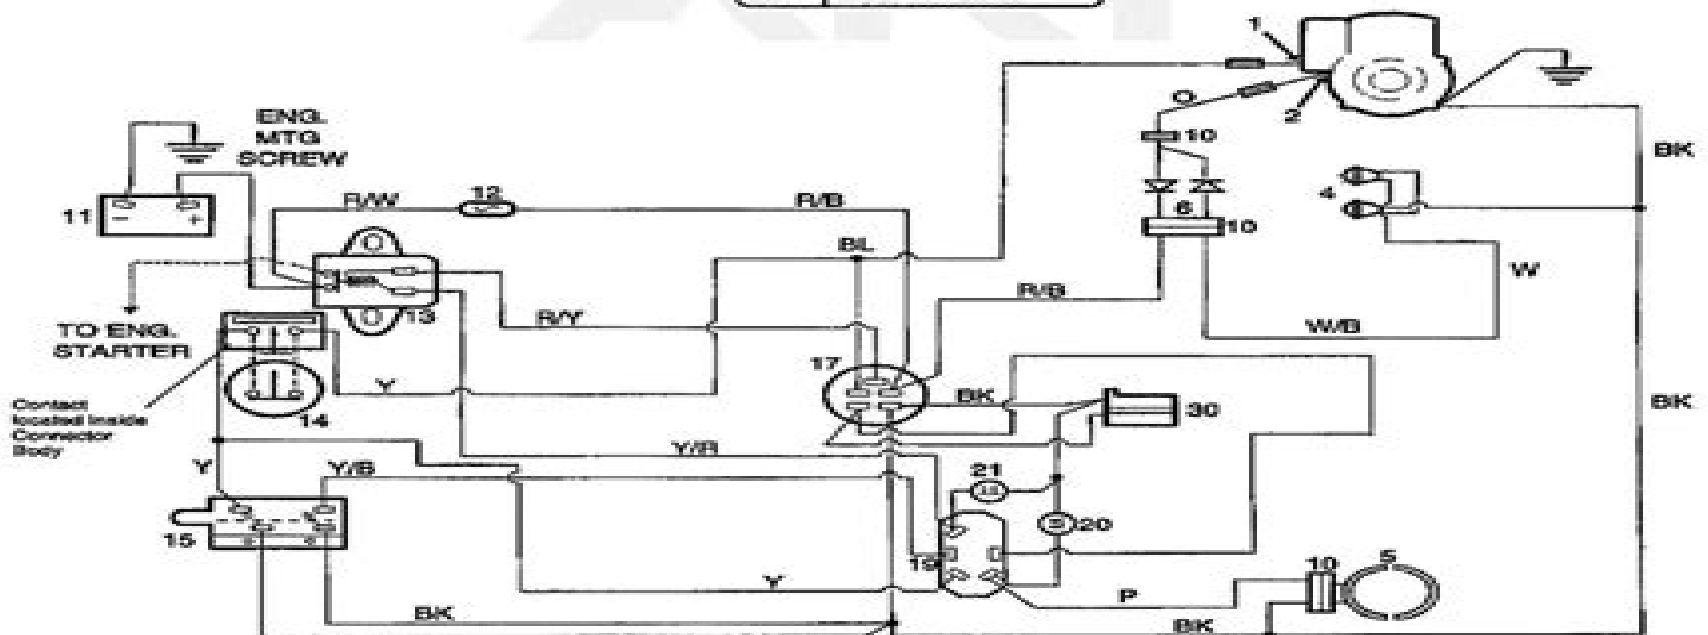 1
O
2
10
BK
ENG.
MTG
SCREW
4
12
R/W
R/B
6
10
11
-
+
BL
W
R/B
13
R/Y
TO ENG.
STARTER
W/B
17
Y
BK
30
BK
Contact
located Inside
Connector
Body
14
Y/R
Y
Y/B
21
20
15
19
10
5
Y
P
BK
BK